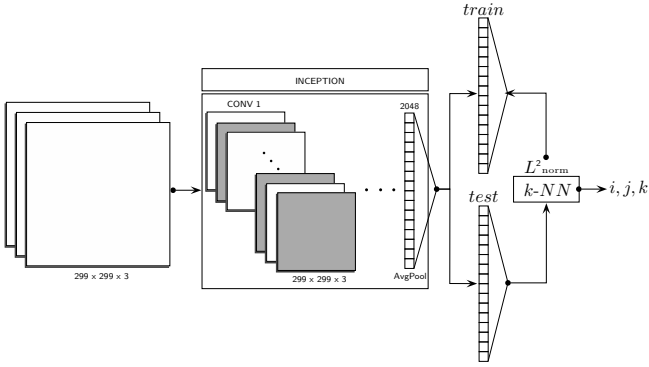 train
INCEPTION
CONV 1
2048
L² norm
k-NN
i, j, k
test
299 x 299 x 3
299 x 299 x 3
AvgPool